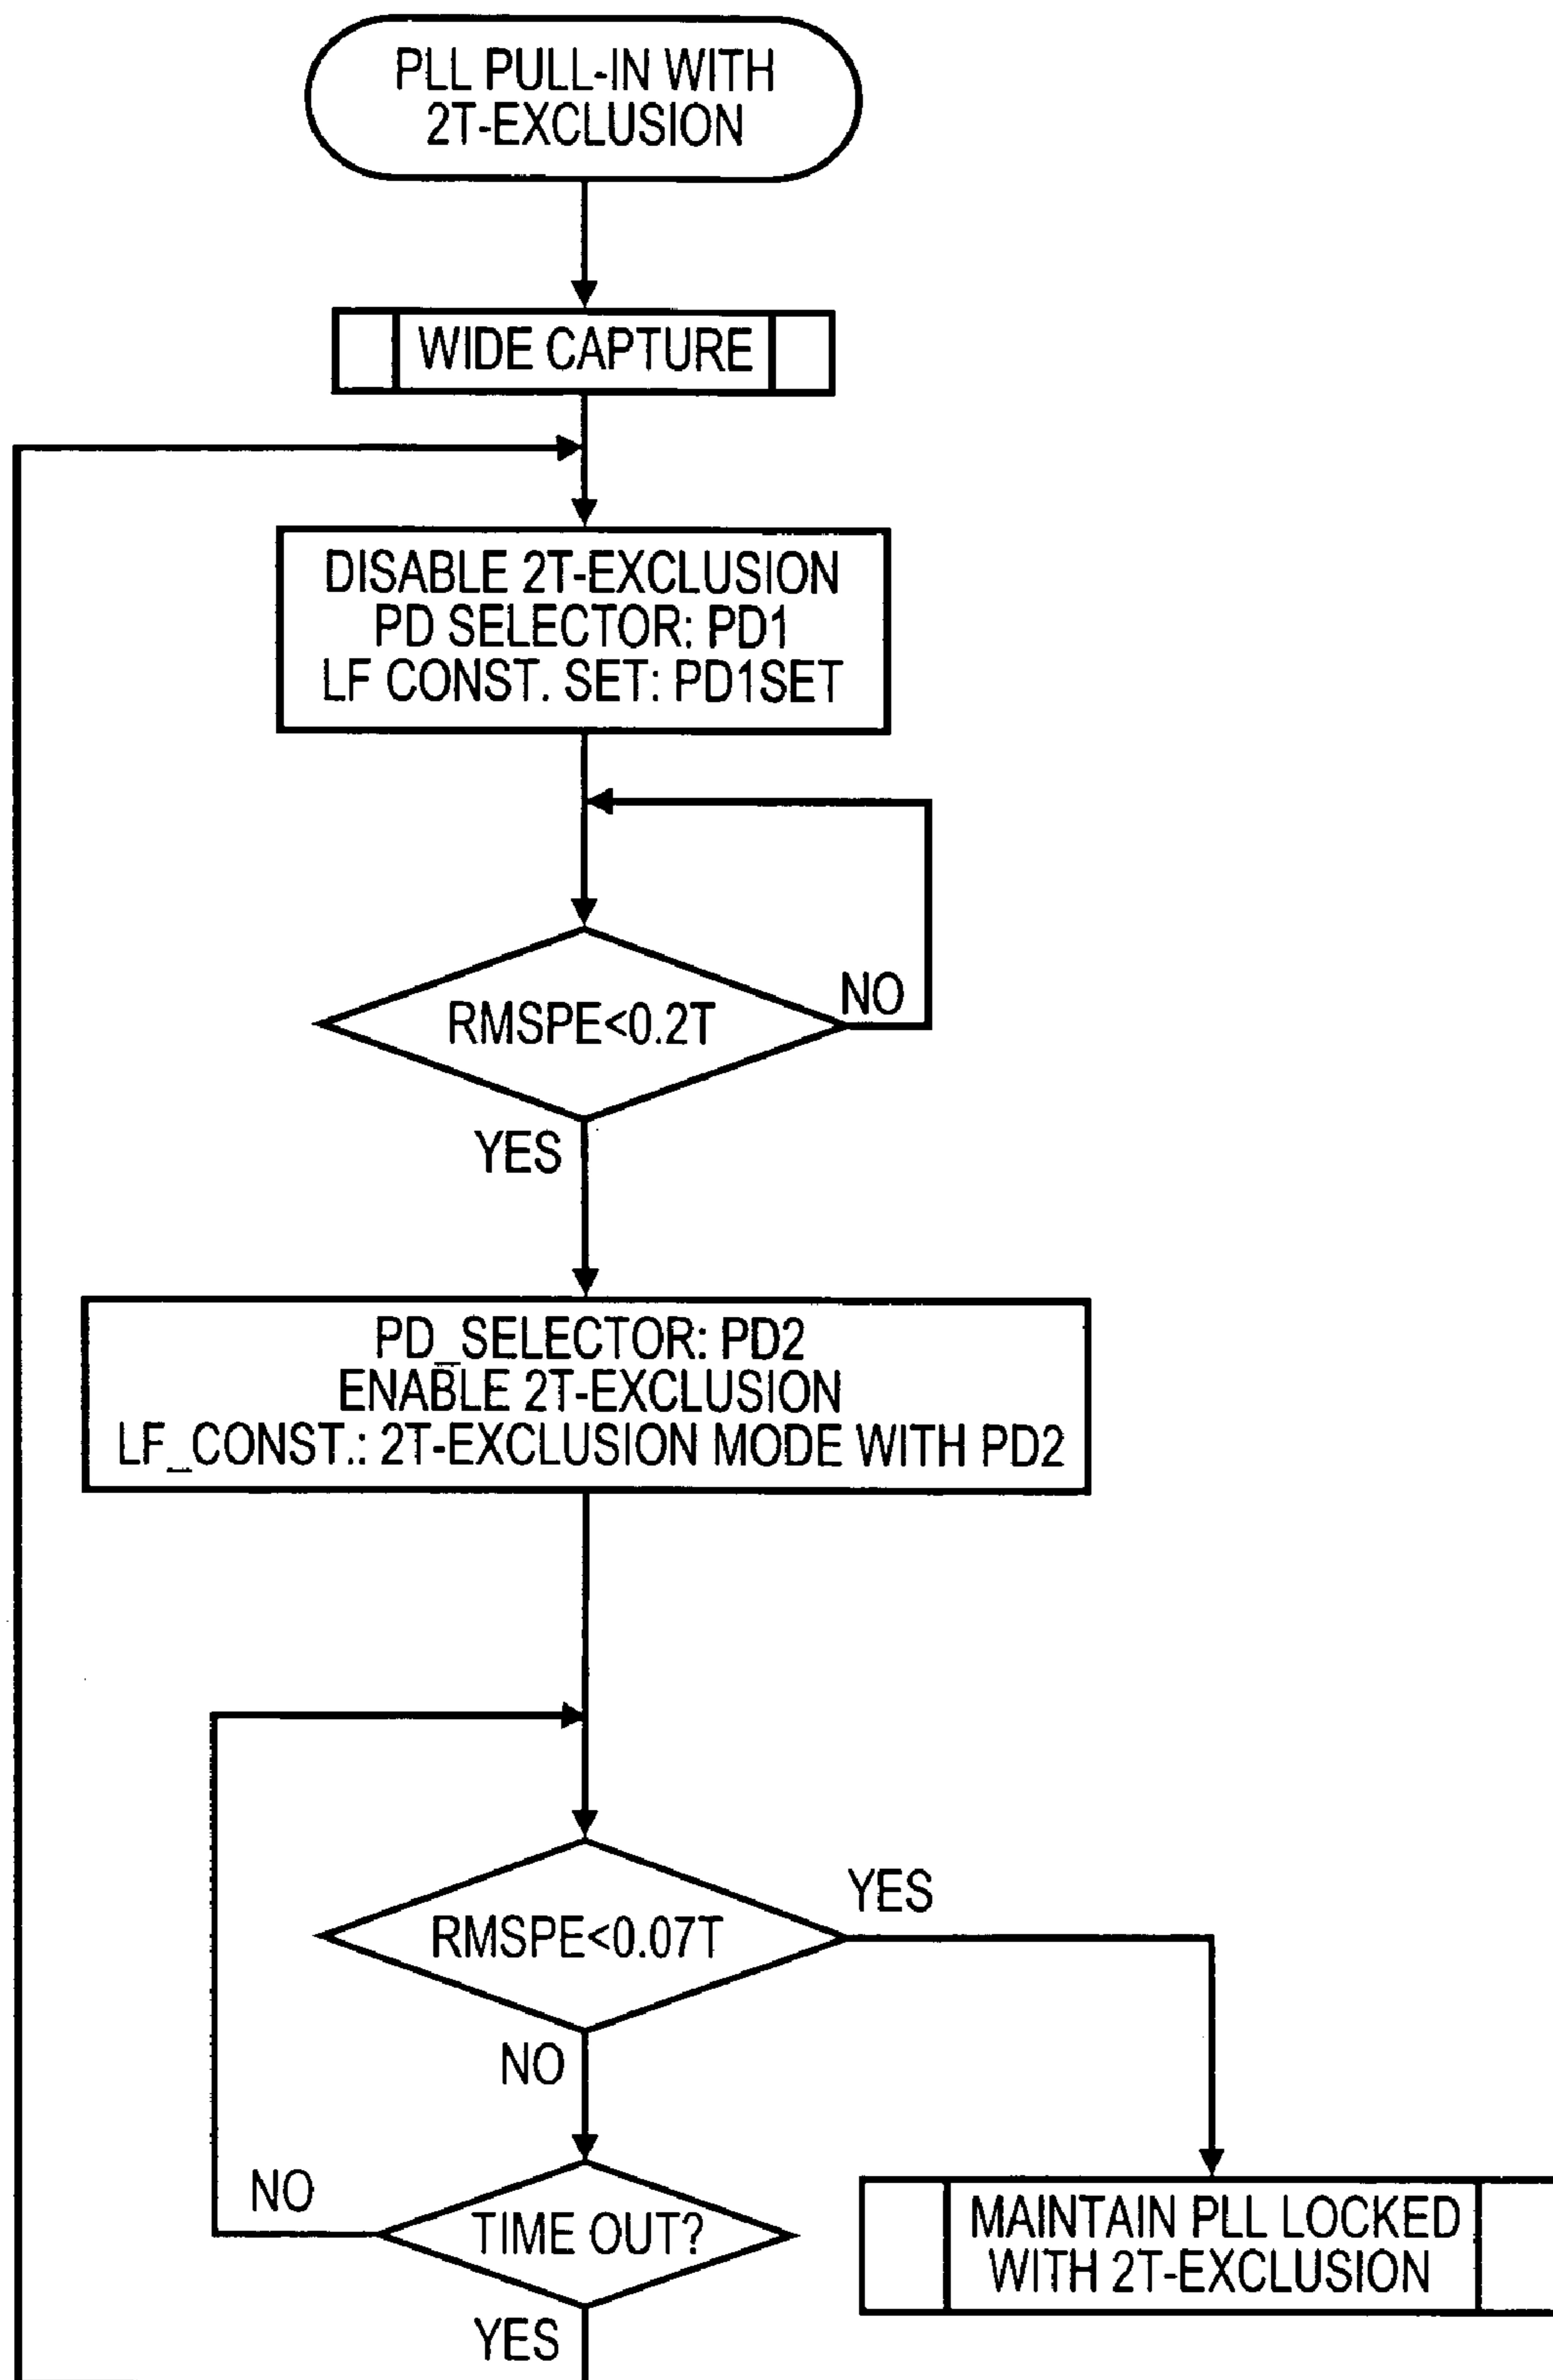 PLL PULL-IN WITH
2T-EXCLUSION
WIDE CAPTURE
DISABLE 2T-EXCLUSION
PD SELECTOR: PD1
LF CONST. SET: PD1SET
NO
RMSPE<0.2T
YES
PD_SELECTOR: PD2
ENABLE 2T-EXCLUSION
LF_CONST.: 2T-EXCLUSION MODE WITH PD2
YES
RMSPE<0.07T
NO
NO
TIME OUT?
MAINTAIN PLL LOCKED
WITH 2T-EXCLUSION
YES